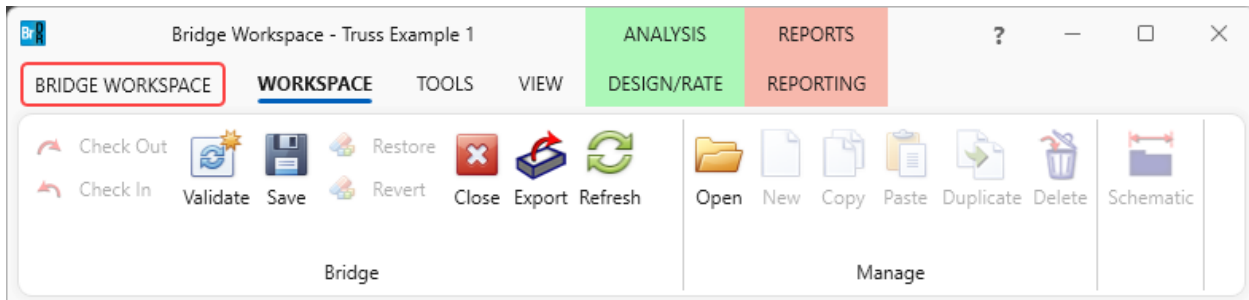 Br DR Bridge Workspace - Truss Example 1 ANALYSIS REPORTS ?
BRIDGE WORKSPACE WORKSPACE TOOLS VIEW DESIGN/RATE REPORTING
Check Out Restore
Check In Validate Save Revert Close Export Refresh Open New Copy Paste Duplicate Delete Schematic
Bridge Manage